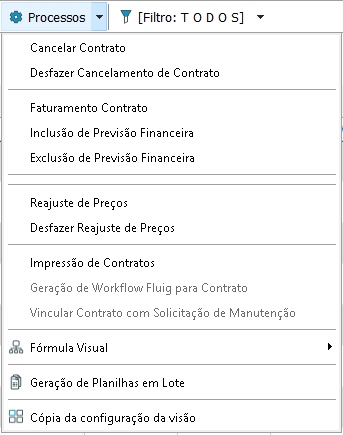 Processos [Filtro: T O D O S]
Cancelar Contrato
Desfazer Cancelamento de Contrato
Faturamento Contrato
Inclusão de Previsão Financeira
Exclusão de Previsão Financeira
Reajuste de Preços
Desfazer Reajuste de Preços
Impressão de Contratos
Geração de Workflow Fluig para Contrato
Vincular Contrato com Solicitação de Manutenção
Fórmula Visual
Geração de Planilhas em Lote
Cópia da configuração da visão